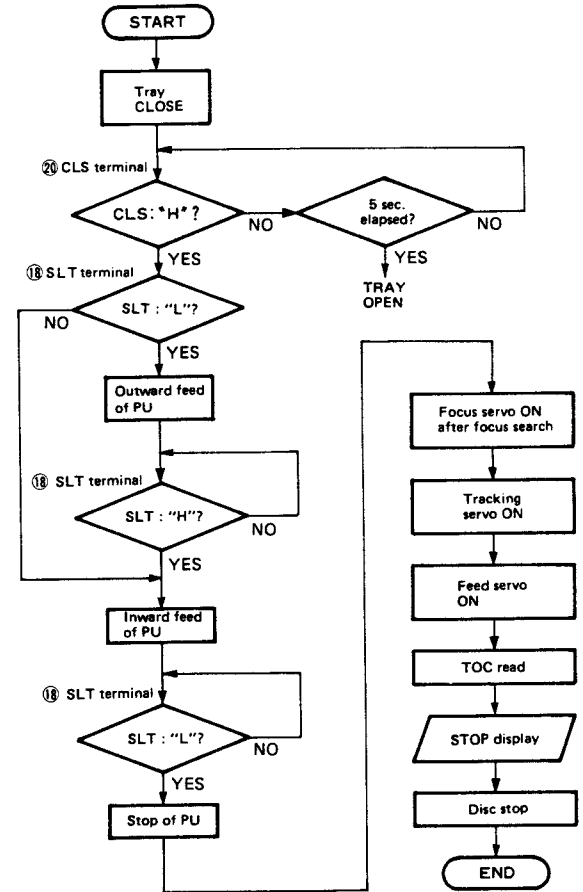 START
Tray
CLOSE
⑳ CLS terminal
CLS: "H" ?
NO
YES
5 sec.
elapsed?
NO
YES
TRAY
OPEN
⑱ SLT terminal
SLT : "L"?
NO
YES
Outward feed
of PU
⑱ SLT terminal
SLT : "H"?
NO
YES
Inward feed
of PU
⑱ SLT terminal
SLT : "L"?
NO
YES
Stop of PU
Focus servo ON
after focus search
Tracking
servo ON
Feed servo
ON
TOC read
STOP display
Disc stop
END